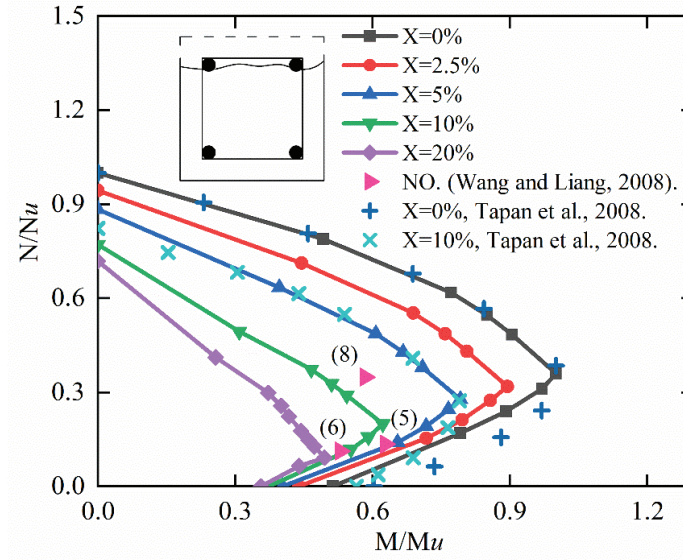 1.5
1.2
0.9
0.6
0.3
0.0
N/Nu
X=0%
X=2.5%
X=5%
X=10%
X=20%
NO. (Wang and Liang, 2008).
X=0%, Tapan et al., 2008.
X=10%, Tapan et al., 2008.
(8)
(6)
(5)
0.0 0.3 0.6 0.9 1.2
M/Mu